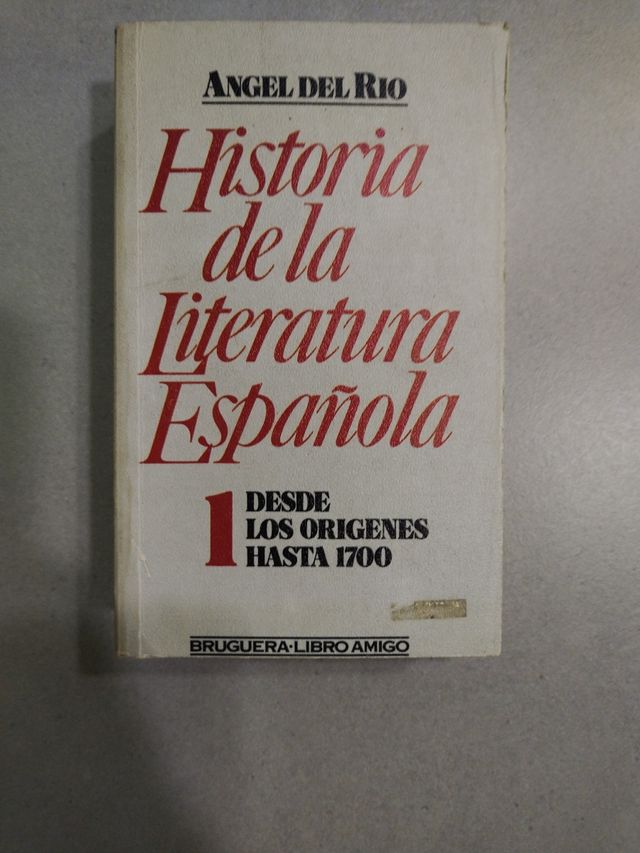 ANGEL DEL RIO
Historia
de la
Literatura
Española
1 DESDE
LOS ORIGENES
HASTA 1700
BRUGUERA·LIBRO AMIGO